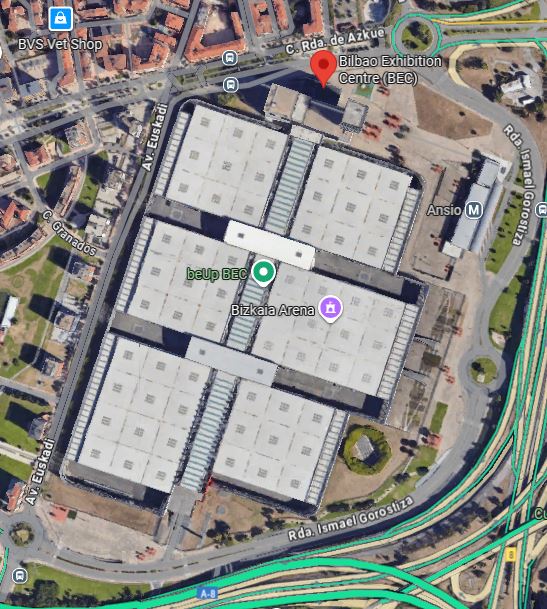 BVS Vet Shop
C. Rda. de Azkue
Bilbao Exhibition
Centre (BEC)
Av. Euskadi
Rda. Ismael Gorostiza
Ansio
M
C. Granados
beUp BEC
Bizkaia Arena
Av. Euskadi
Rda. Ismael Gorostiza
A-8